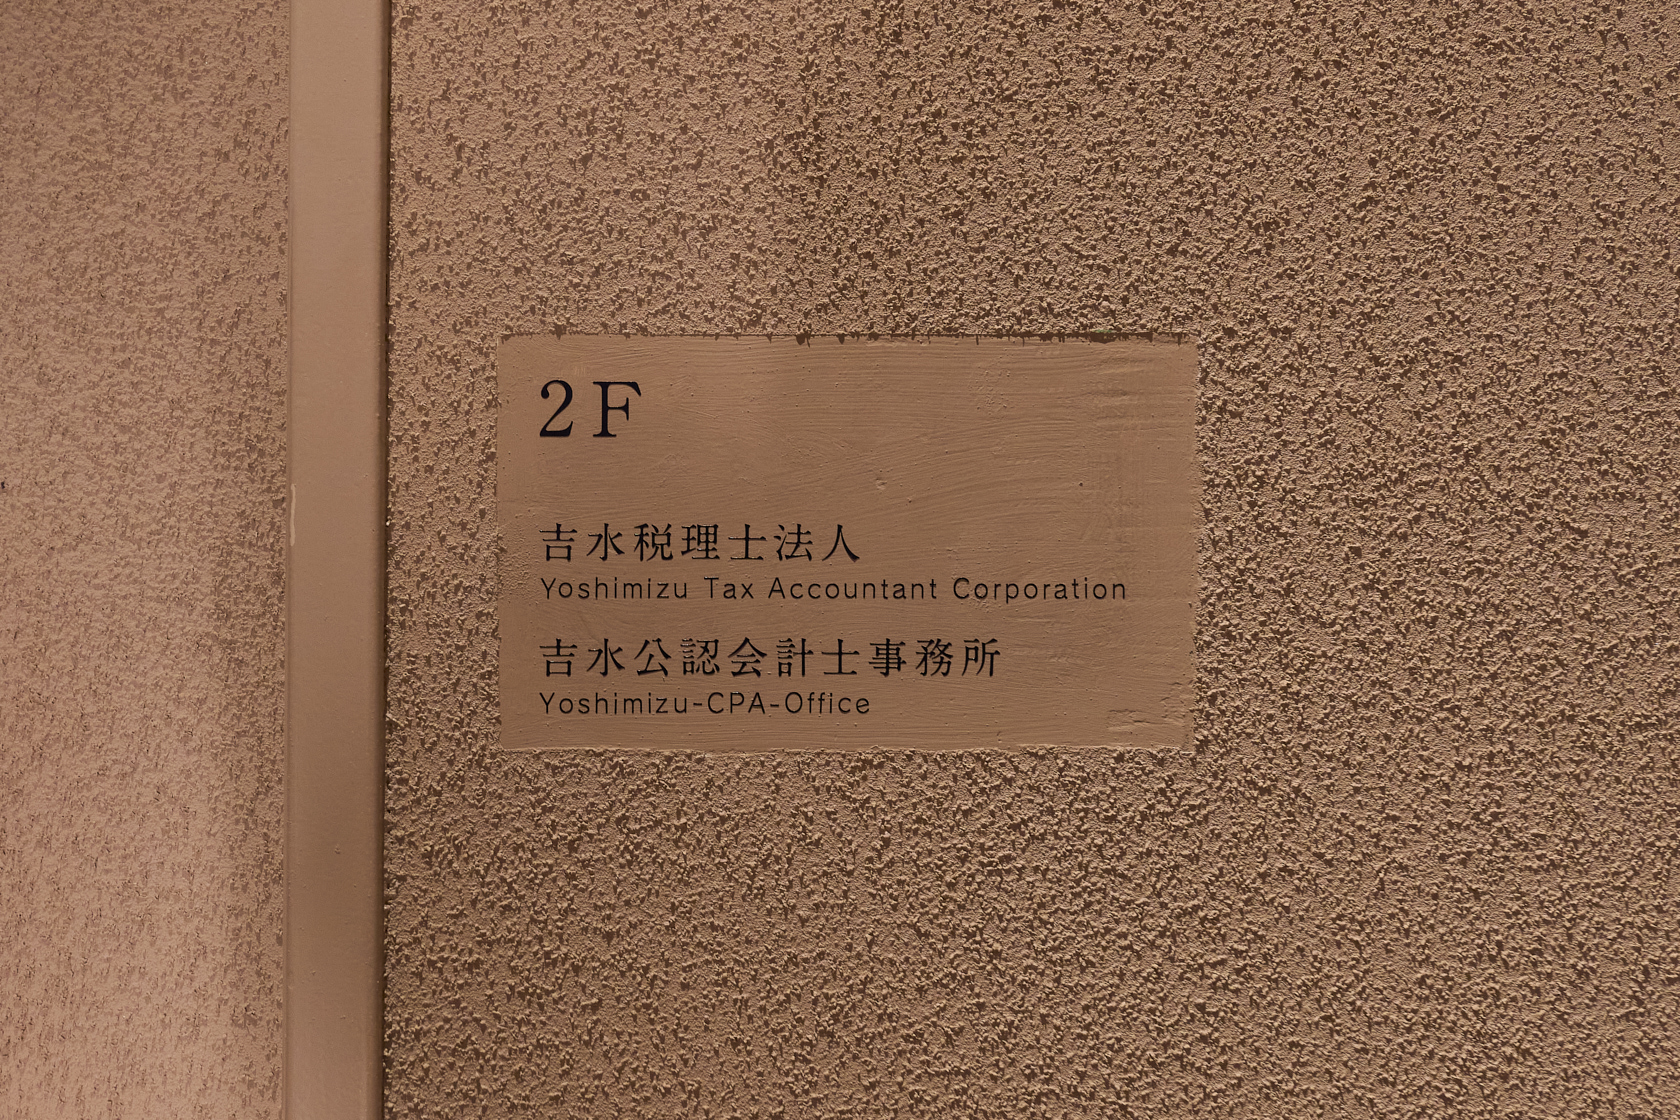 2F
吉水税理士法人
Yoshimizu Tax Accountant Corporation
吉水公認会計士事務所
Yoshimizu-CPA-Office